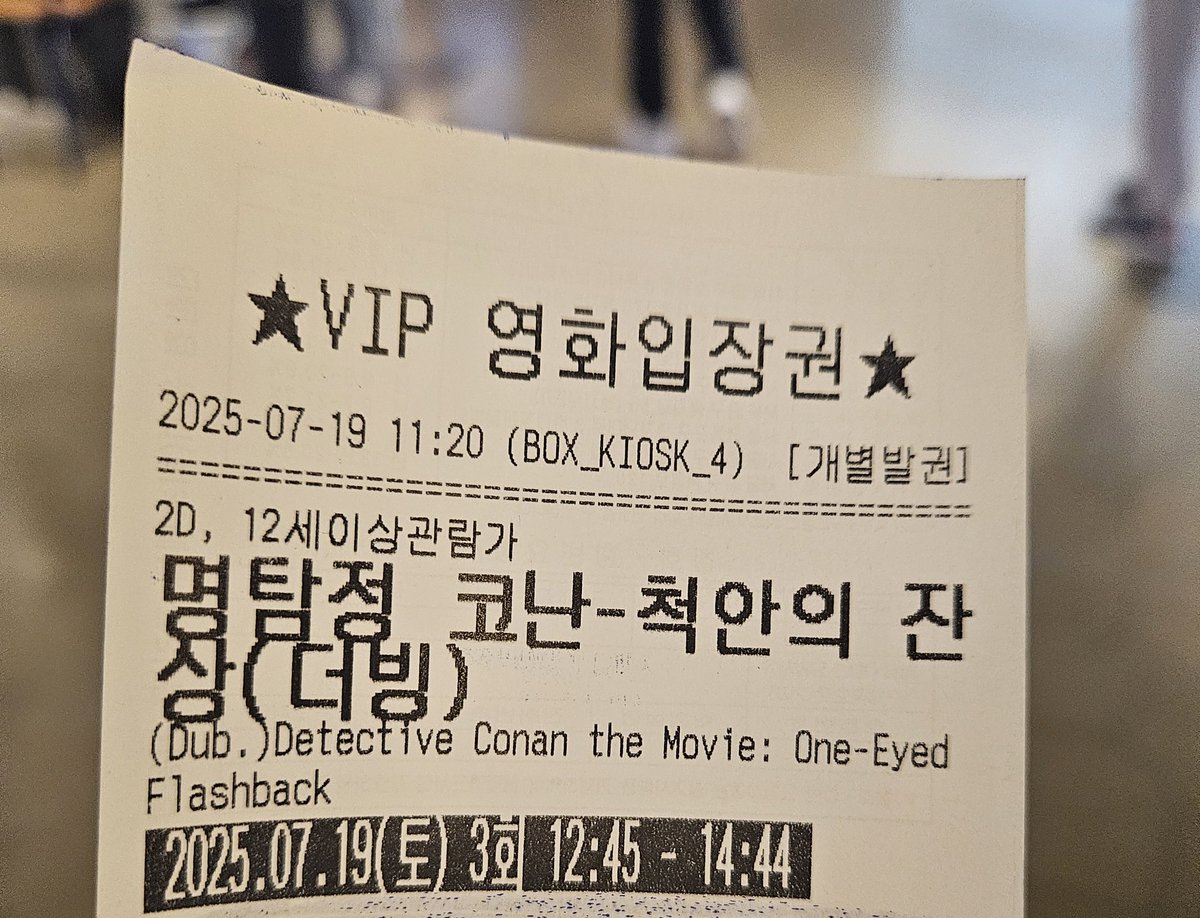 ★VIP 영화입장권★
2025-07-19 11:20 (BOX_KIOSK_4) [개별발권]
================================================
2D, 12세이상관람가
명탐정 코난-척안의 잔
상(더빙)
(Dub.)Detective Conan the Movie: One-Eyed
Flashback
2025.07.19(토) 3회 12:45 - 14:44